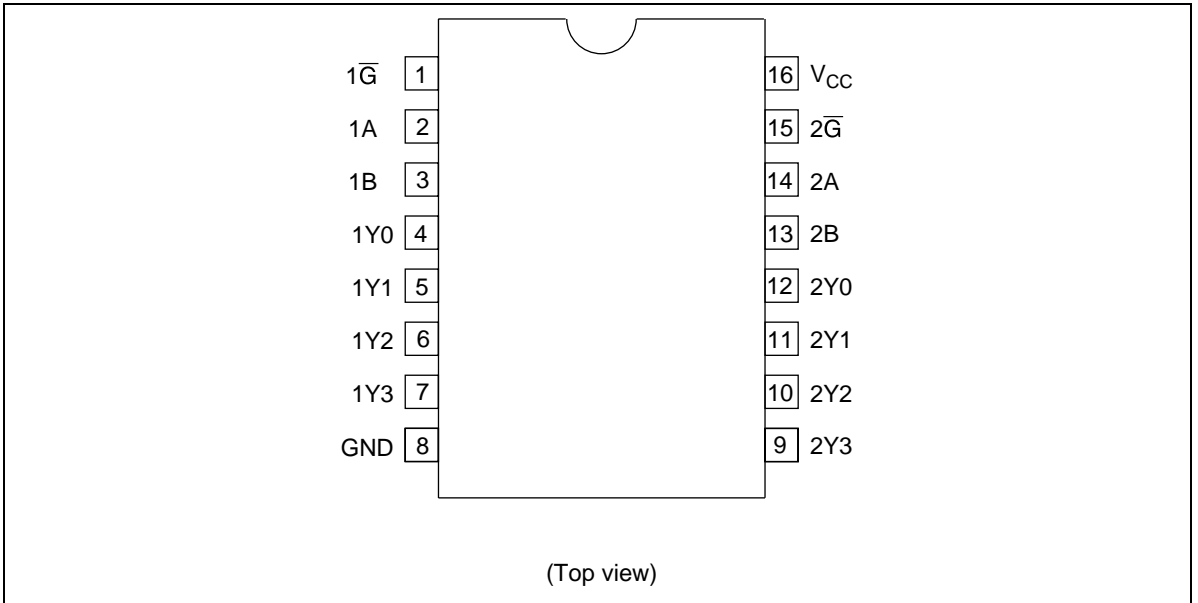 1G̅ 1 16 VCC
1A 2 15 2G̅
1B 3 14 2A
1Y0 4 13 2B
1Y1 5 12 2Y0
1Y2 6 11 2Y1
1Y3 7 10 2Y2
GND 8 9 2Y3
(Top view)